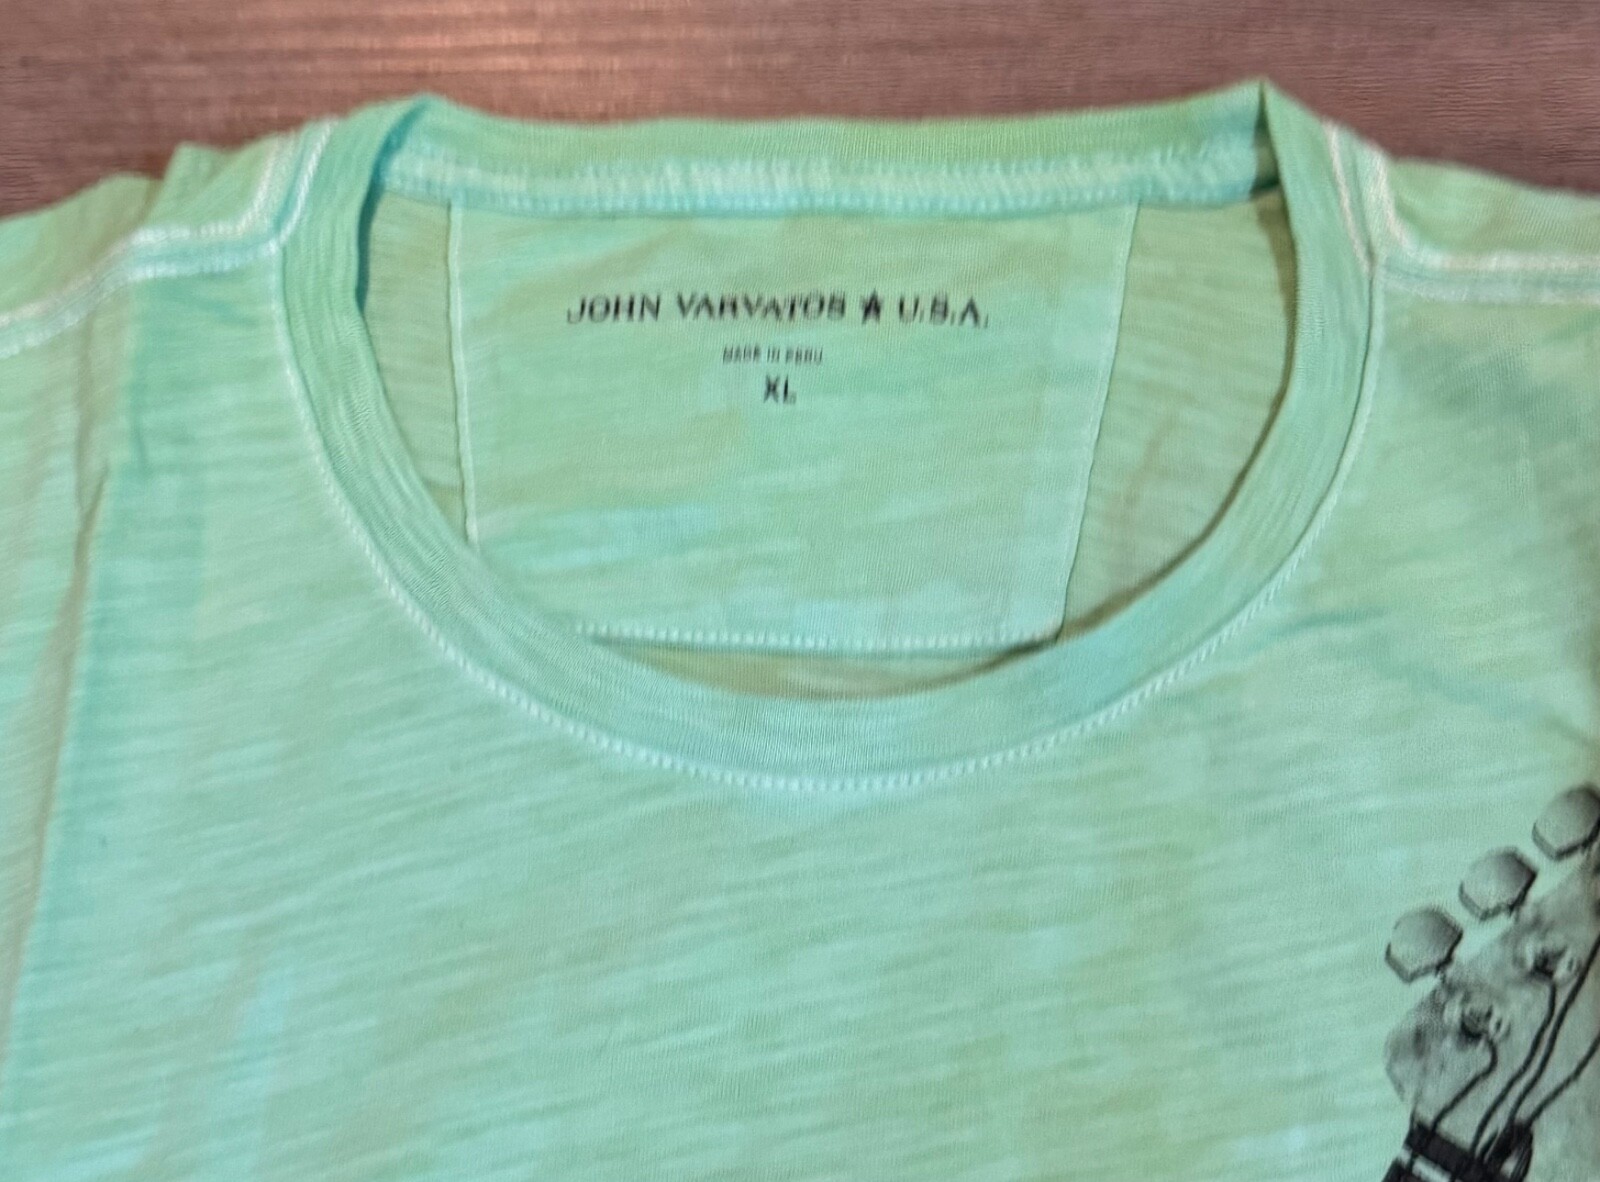 JOHN VARVATOS ★ U.S.A.
MADE IN PERU
XL